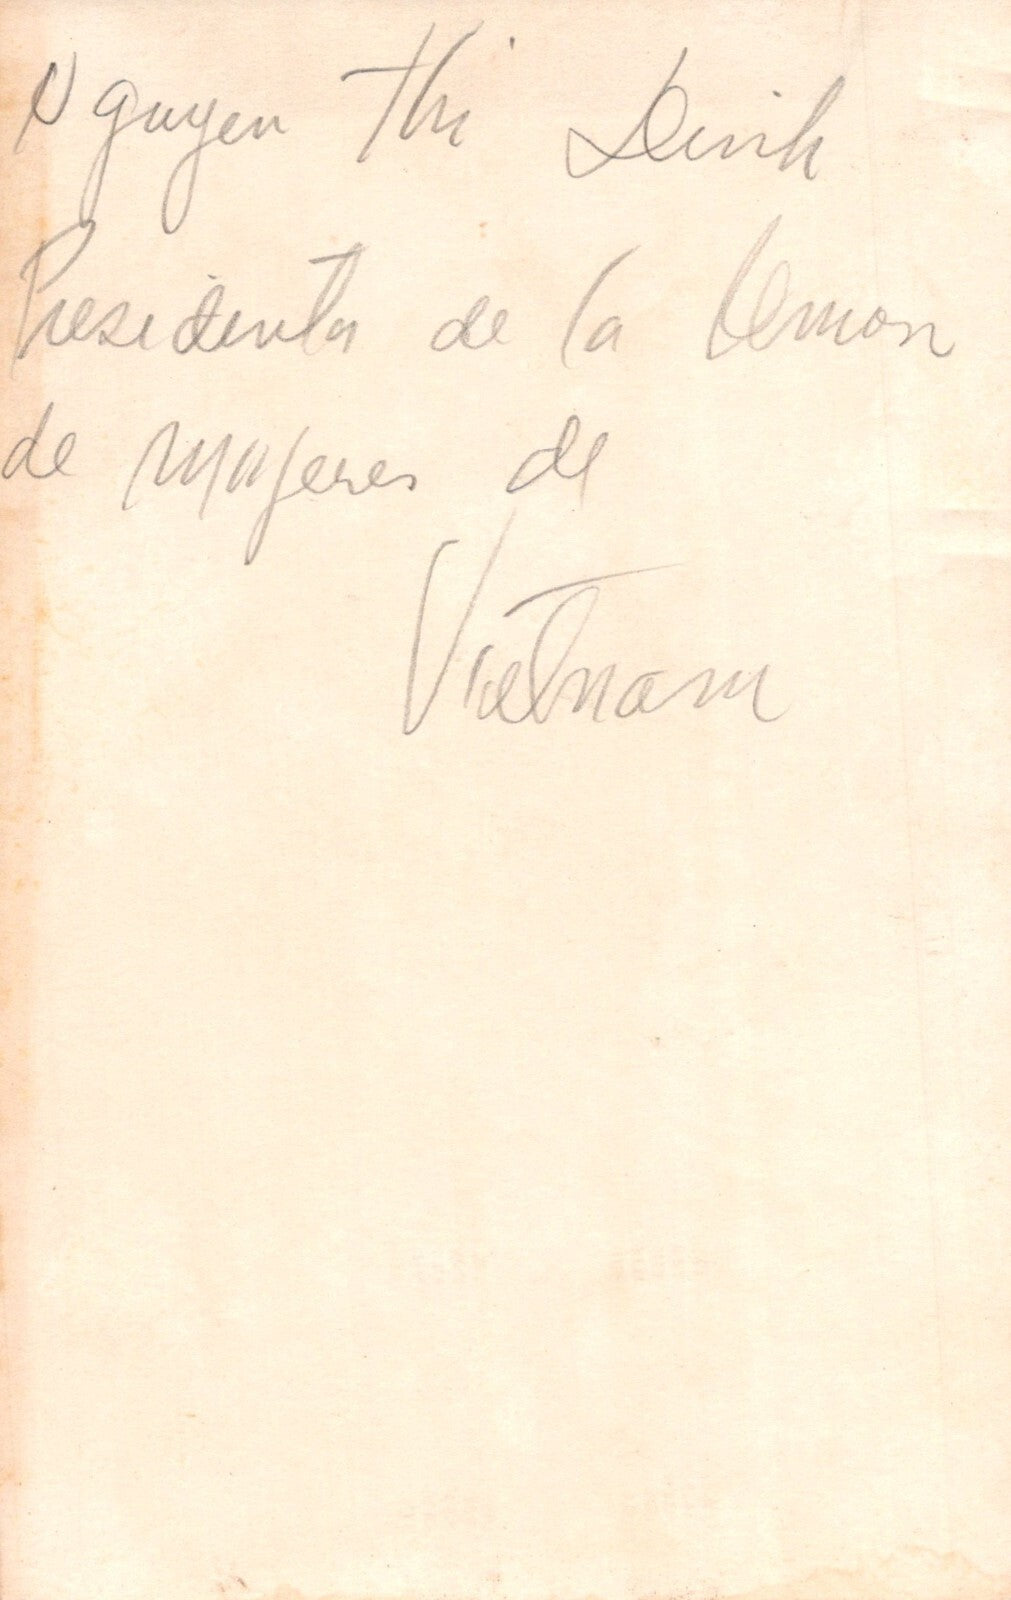 Nguyen Thi Dinh
Presidenta de la Union
de Mujeres de
Vietnam